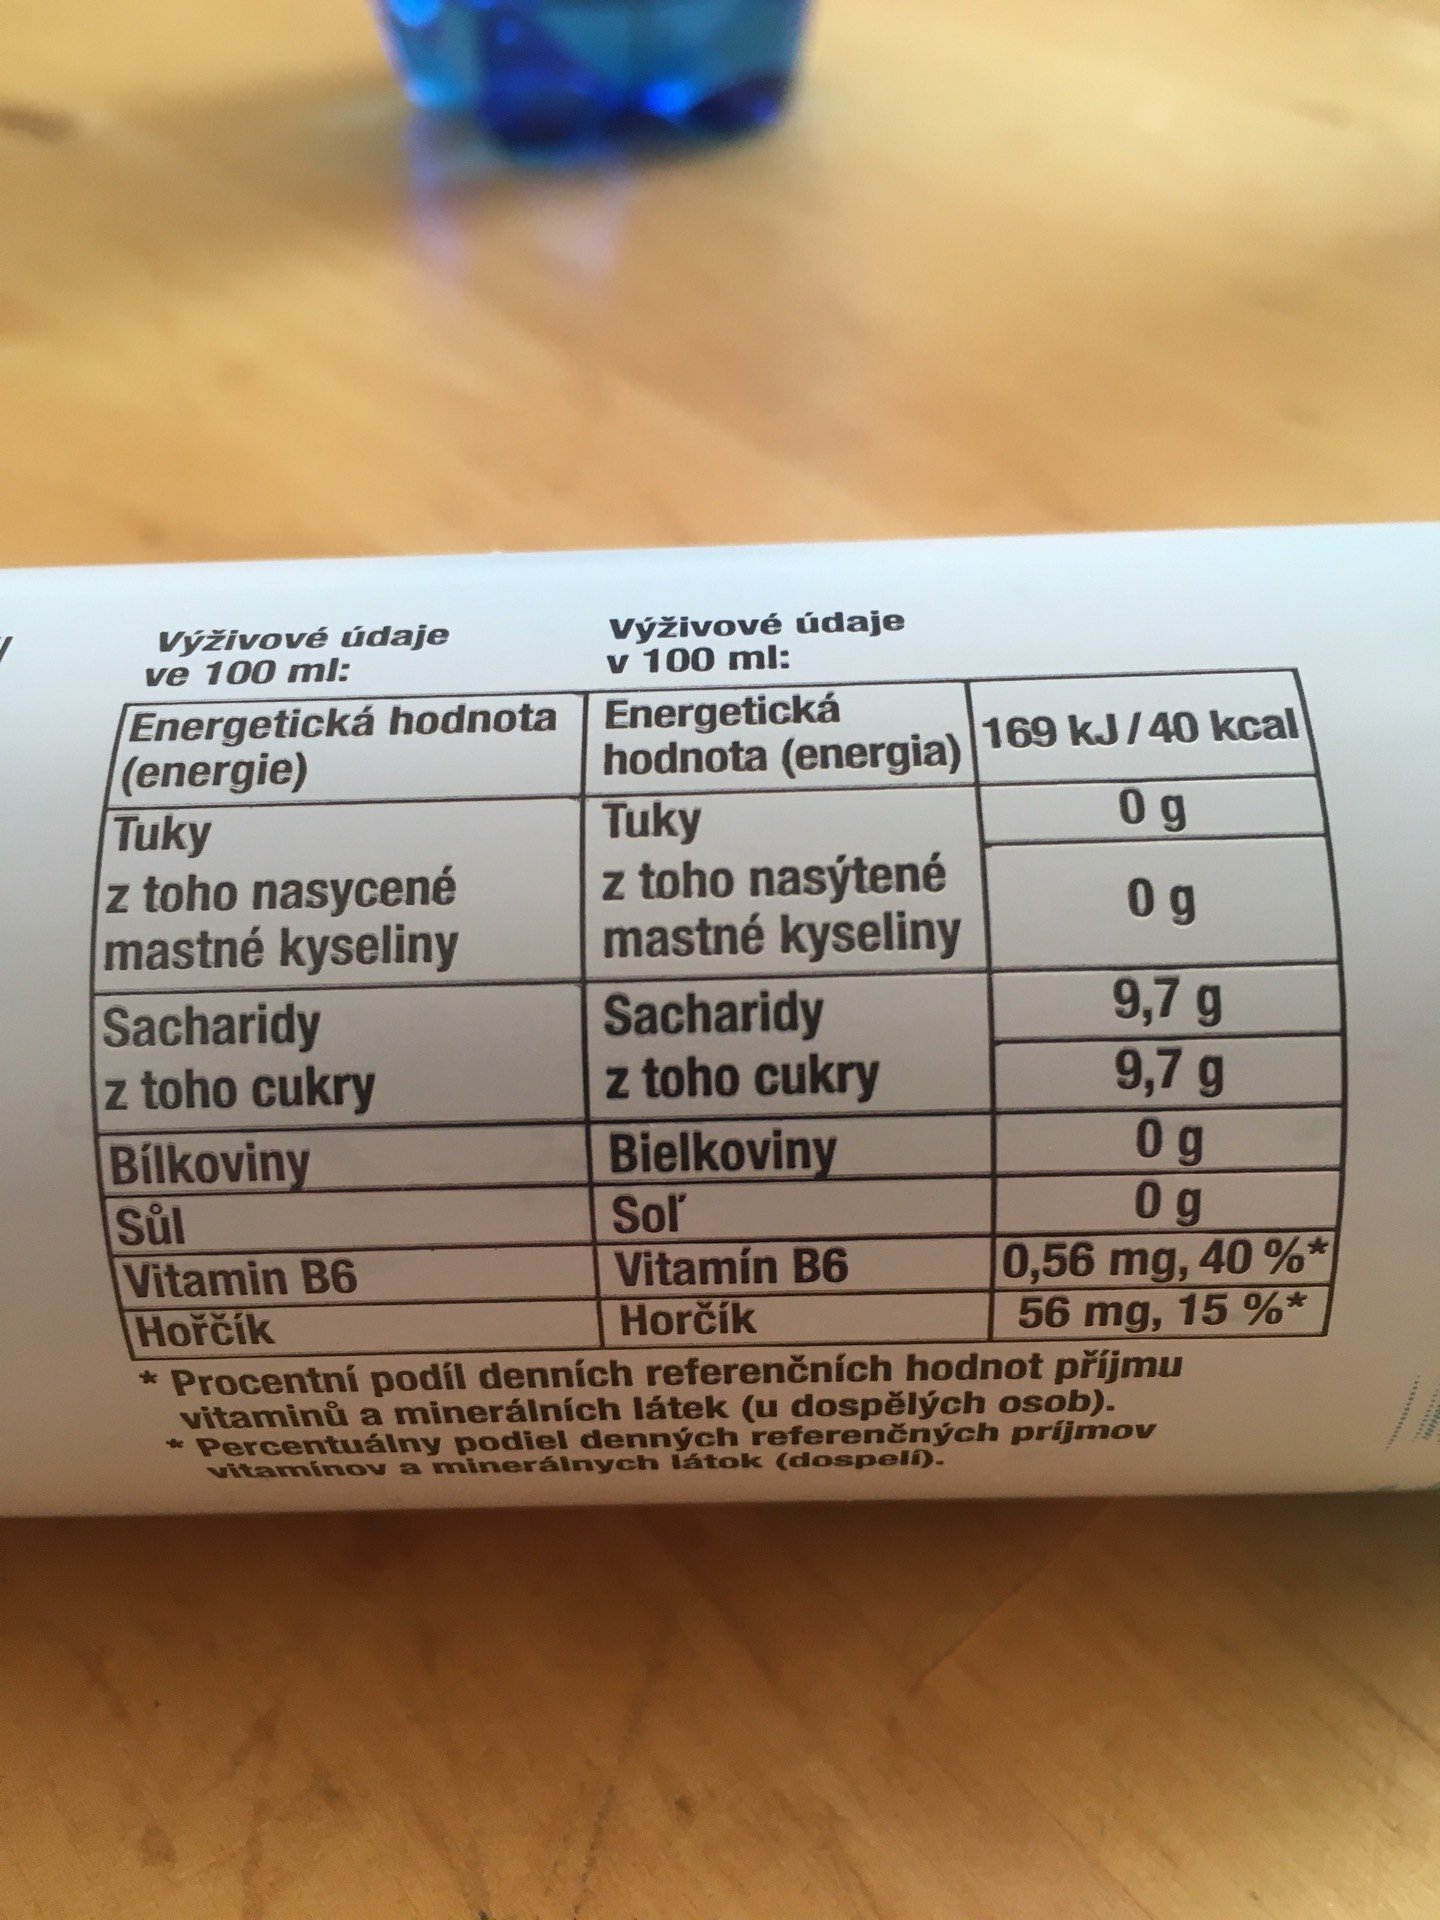 Výživové údaje
ve 100 ml:
Výživové údaje
v 100 ml:
Energetická hodnota
(energie)
Energetická
hodnota (energia)
169 kJ / 40 kcal
Tuky
Tuky
0 g
z toho nasycené
mastné kyseliny
z toho nasýtené
mastné kyseliny
0 g
Sacharidy
Sacharidy
9,7 g
z toho cukry
z toho cukry
9,7 g
Bílkoviny
Bielkoviny
0 g
Sůl
Soľ
0 g
Vitamin B6
Vitamín B6
0,56 mg, 40 %*
Hořčík
Horčík
56 mg, 15 %*
* Procentní podíl denních referenčních hodnot příjmu
vitaminů a minerálních látek (u dospělých osob).
* Percentuálny podiel denných referenčných príjmov
vitamínov a minerálnych látok (dospelí).